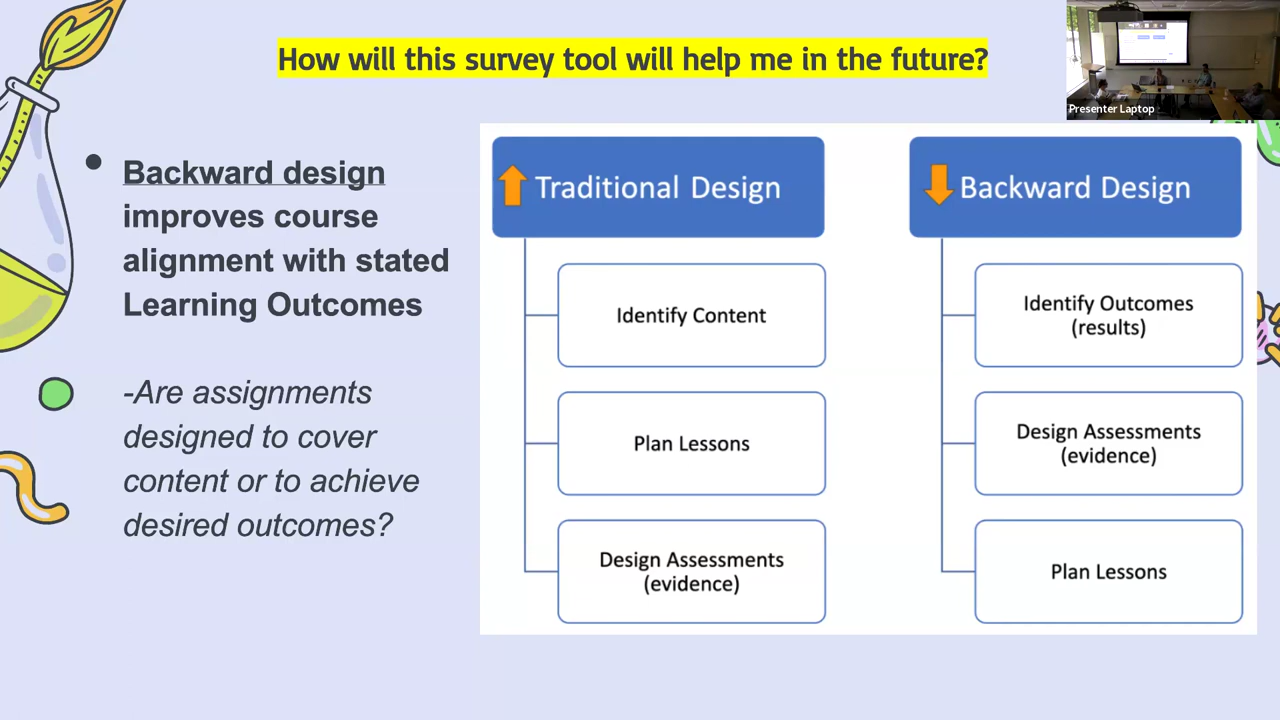 How will this survey tool will help me in the future?
Presenter Laptop
Backward design
improves course
alignment with stated
Learning Outcomes
-Are assignments
designed to cover
content or to achieve
desired outcomes?
Traditional Design
Identify Content
Plan Lessons
Design Assessments
(evidence)
Backward Design
Identify Outcomes
(results)
Design Assessments
(evidence)
Plan Lessons